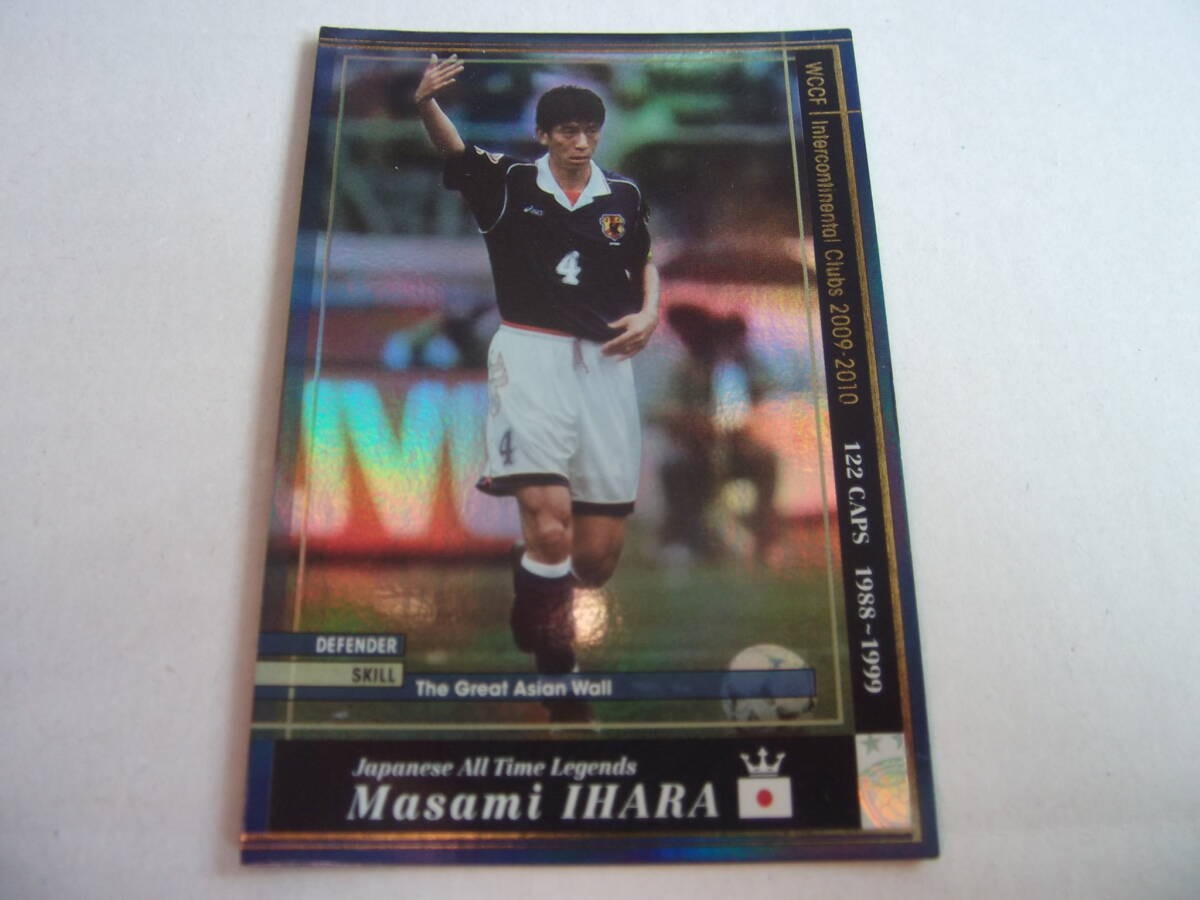 WCCF | Intercontinental Clubs 2009-2010
122 CAPS 1988~1999
asics
4
4
DEFENDER
SKILL
The Great Asian Wall
Japanese All Time Legends
Masami IHARA